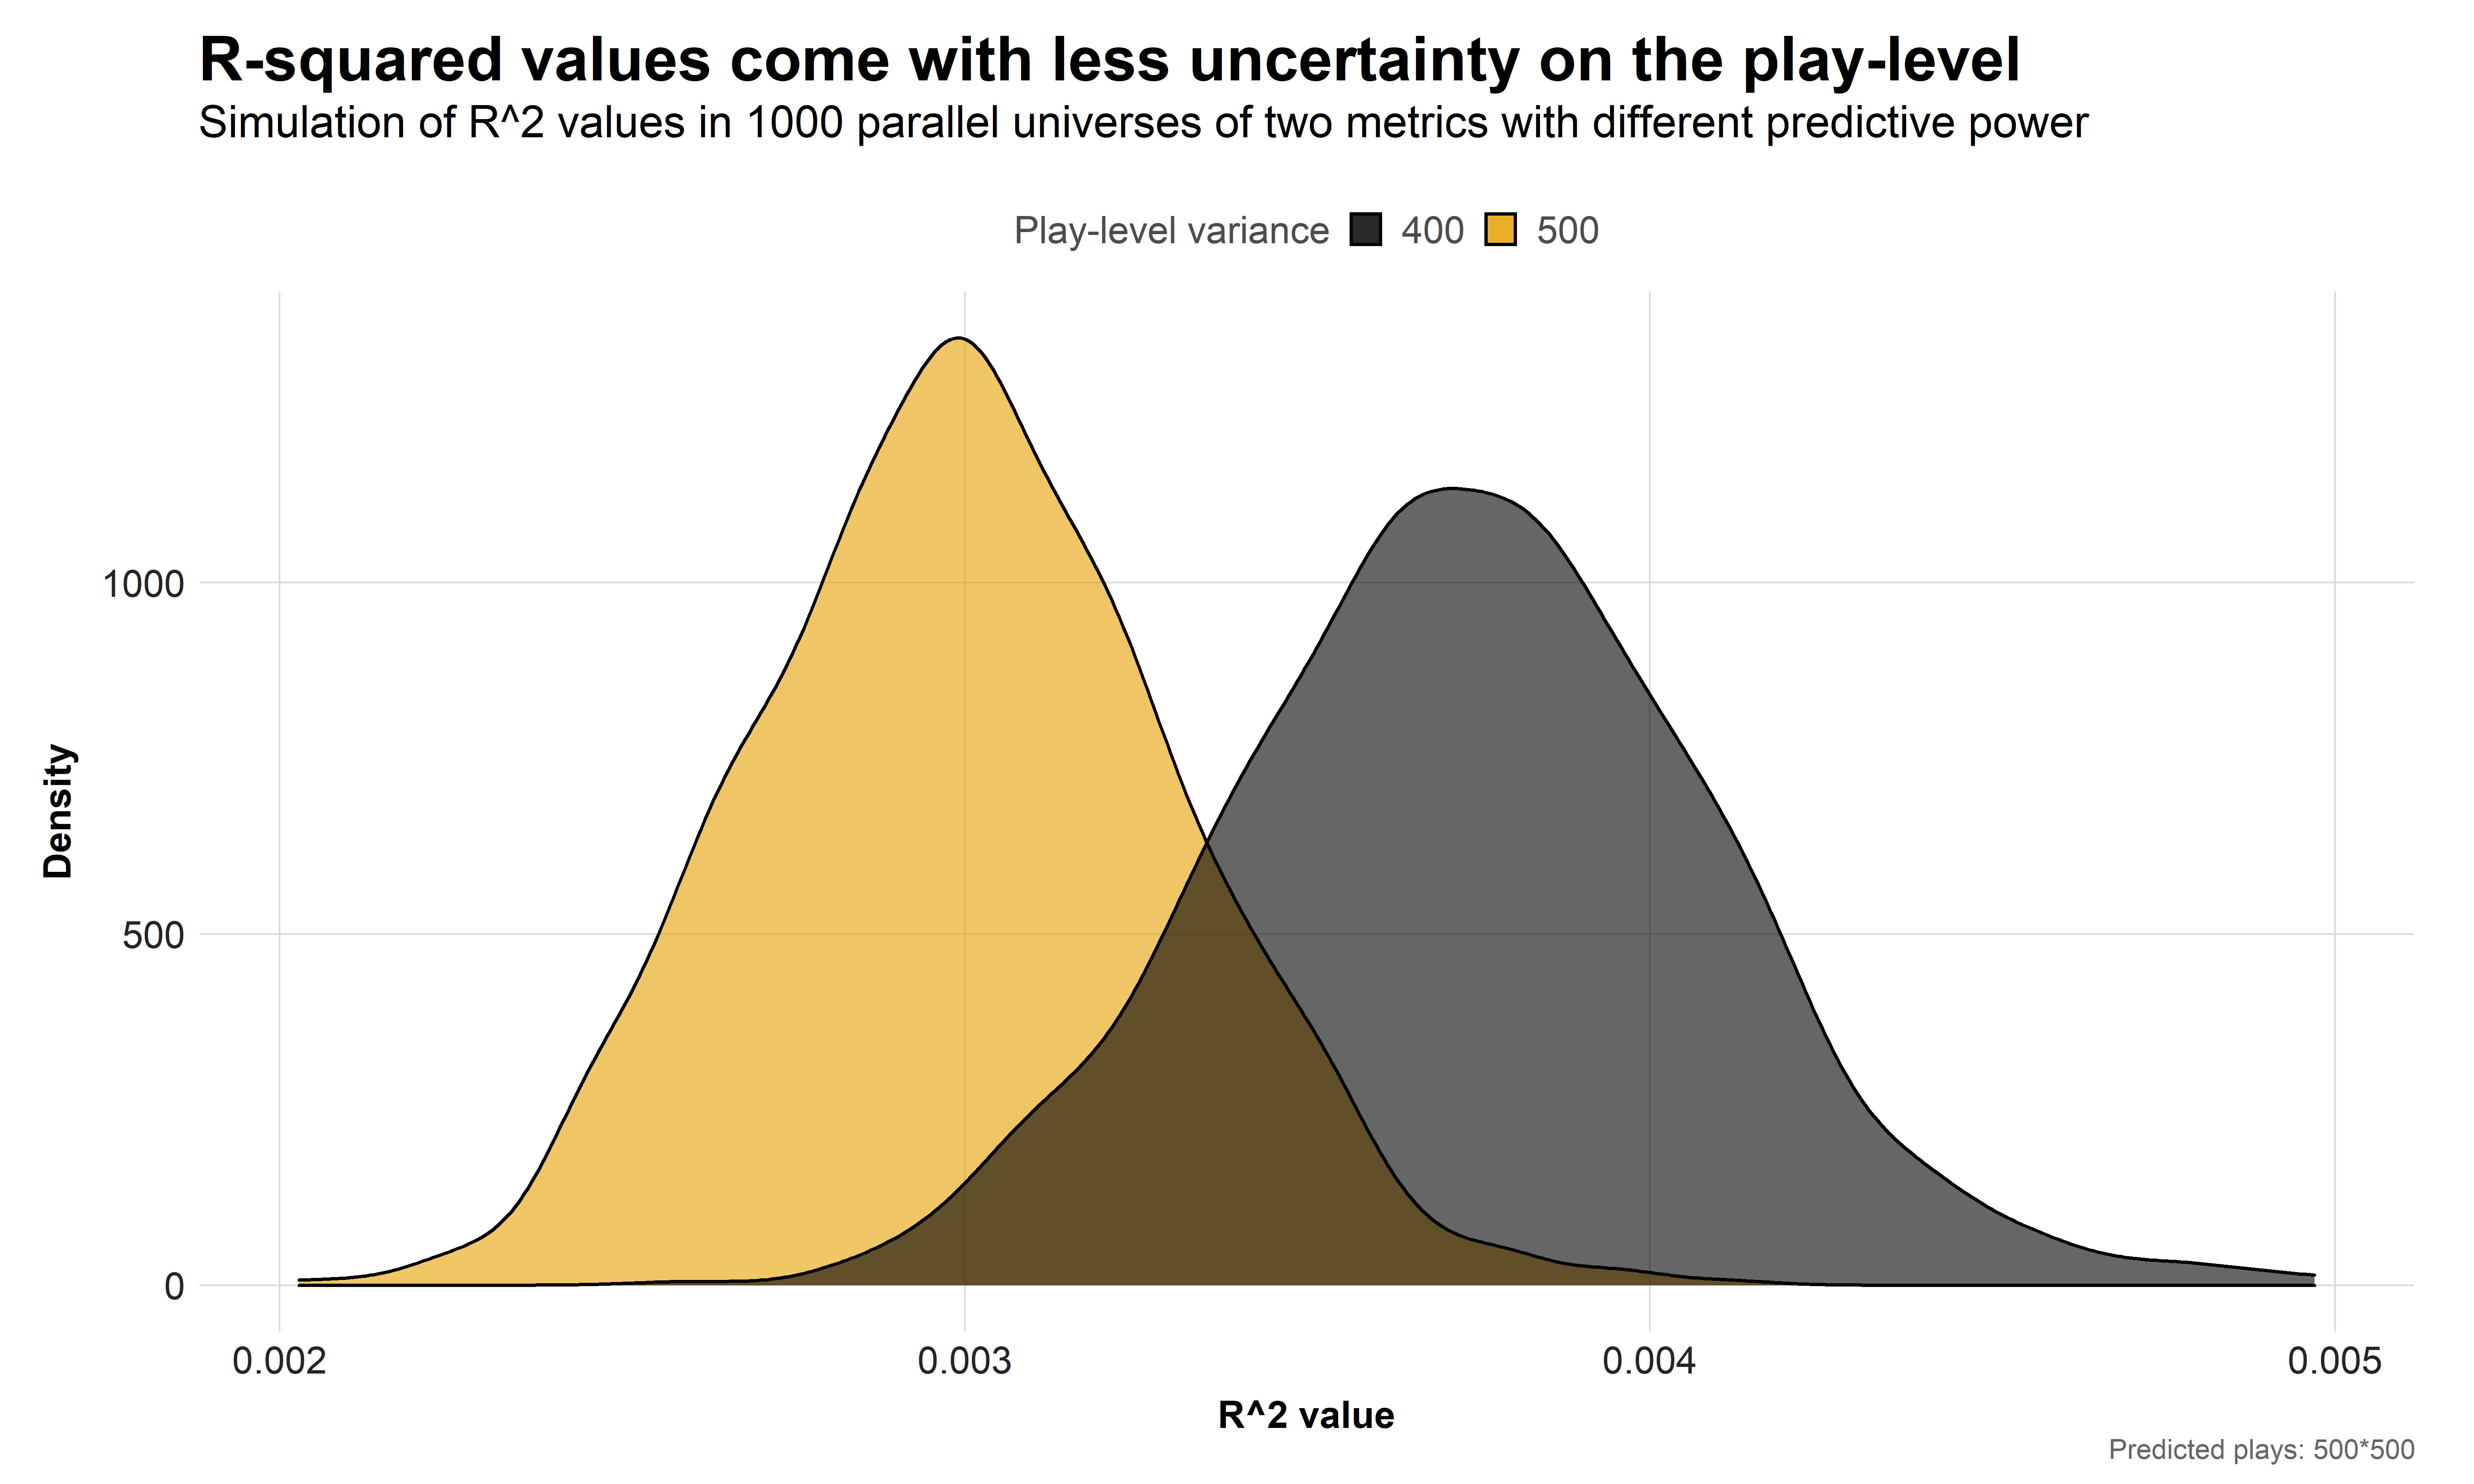 R-squared values come with less uncertainty on the play-level
Simulation of R^2 values in 1000 parallel universes of two metrics with different predictive power
Play-level variance 400 500
Density
1000
500
0
0.002 0.003 0.004 0.005
R^2 value
Predicted plays: 500*500